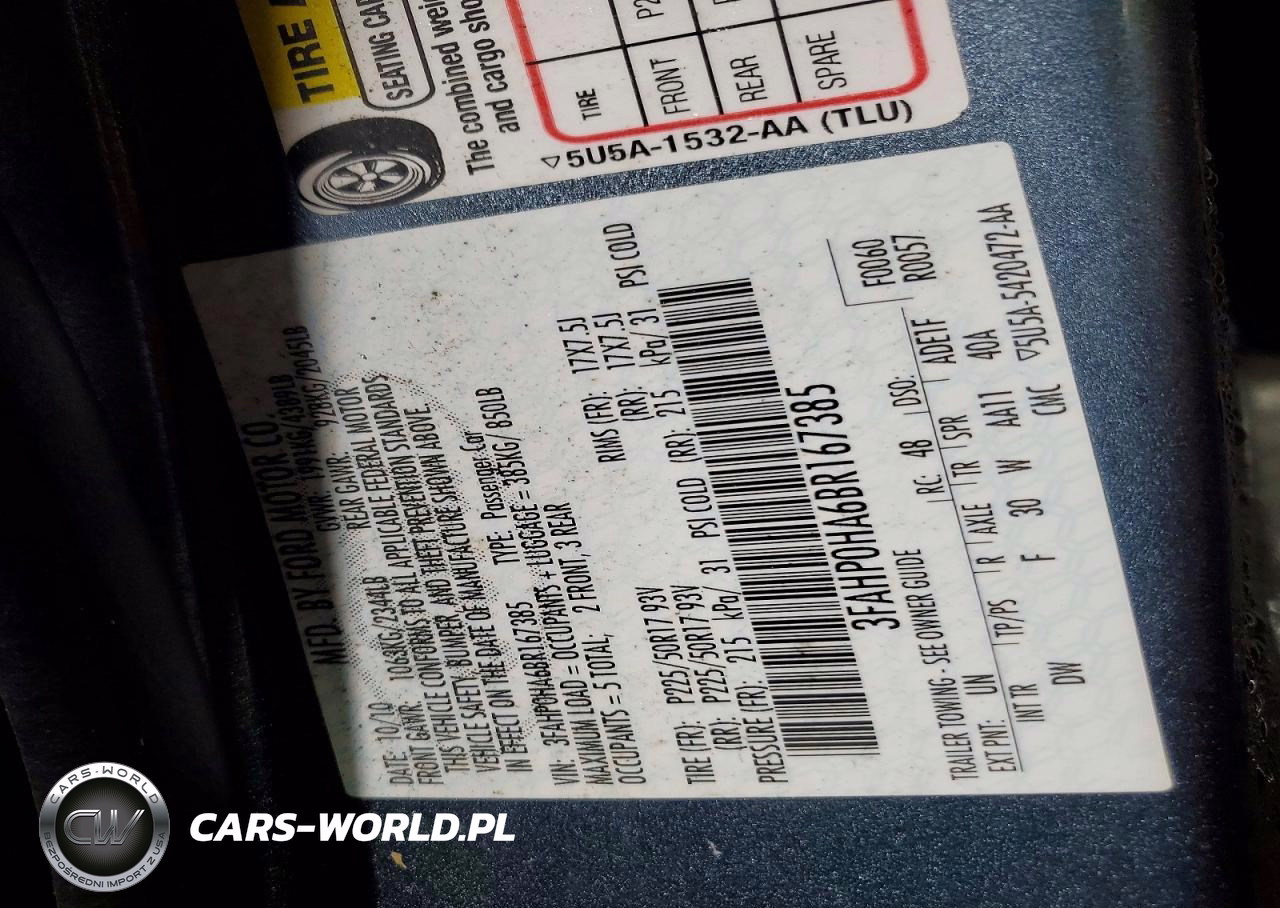 TIRE
SEATING CAP
The combined wei
and cargo sho
TIRE
FRONT P2
REAR
SPARE
5U5A-1532-AA (TLU)
MFD. BY FORD MOTOR CO.
DATE: 10/10 GVWR: 1991KG/4389LB
FRONT GAWR: 1063KG/2344LB REAR GAWR: 928KG/2045LB
THIS VEHICLE CONFORMS TO ALL APPLICABLE FEDERAL MOTOR
VEHICLE SAFETY, BUMPER, AND THEFT PREVENTION STANDARDS
IN EFFECT ON THE DATE OF MANUFACTURE SHOWN ABOVE.
VIN: 3FAHP0HA6BR167385 TYPE: Passenger Car
MAXIMUM LOAD = OCCUPANTS + LUGGAGE = 385KG/ 850LB
OCCUPANTS = 5 TOTAL, 2 FRONT, 3 REAR
TIRE (FR): P225/50R17 93V RIMS (FR): 17X7.5J
(RR): P225/50R17 93V (RR): 17X7.5J
PRESSURE (FR): 215 kPa/ 31 PSI COLD (RR): 215 kPa/ 31 PSI COLD
3FAHP0HA6BR167385
F0060
R0057
TRAILER TOWING - SEE OWNER GUIDE
EXT PNT: UN RC: 48 DSO:
INT TR TP/PS R AXLE TR SPR ADE1F
DW F 30 W AA11 40A
CMC 5U5A-5420472-AA
CARS-WORLD
CW
BEZPOŚREDNI IMPORT Z USA
CARS-WORLD.PL